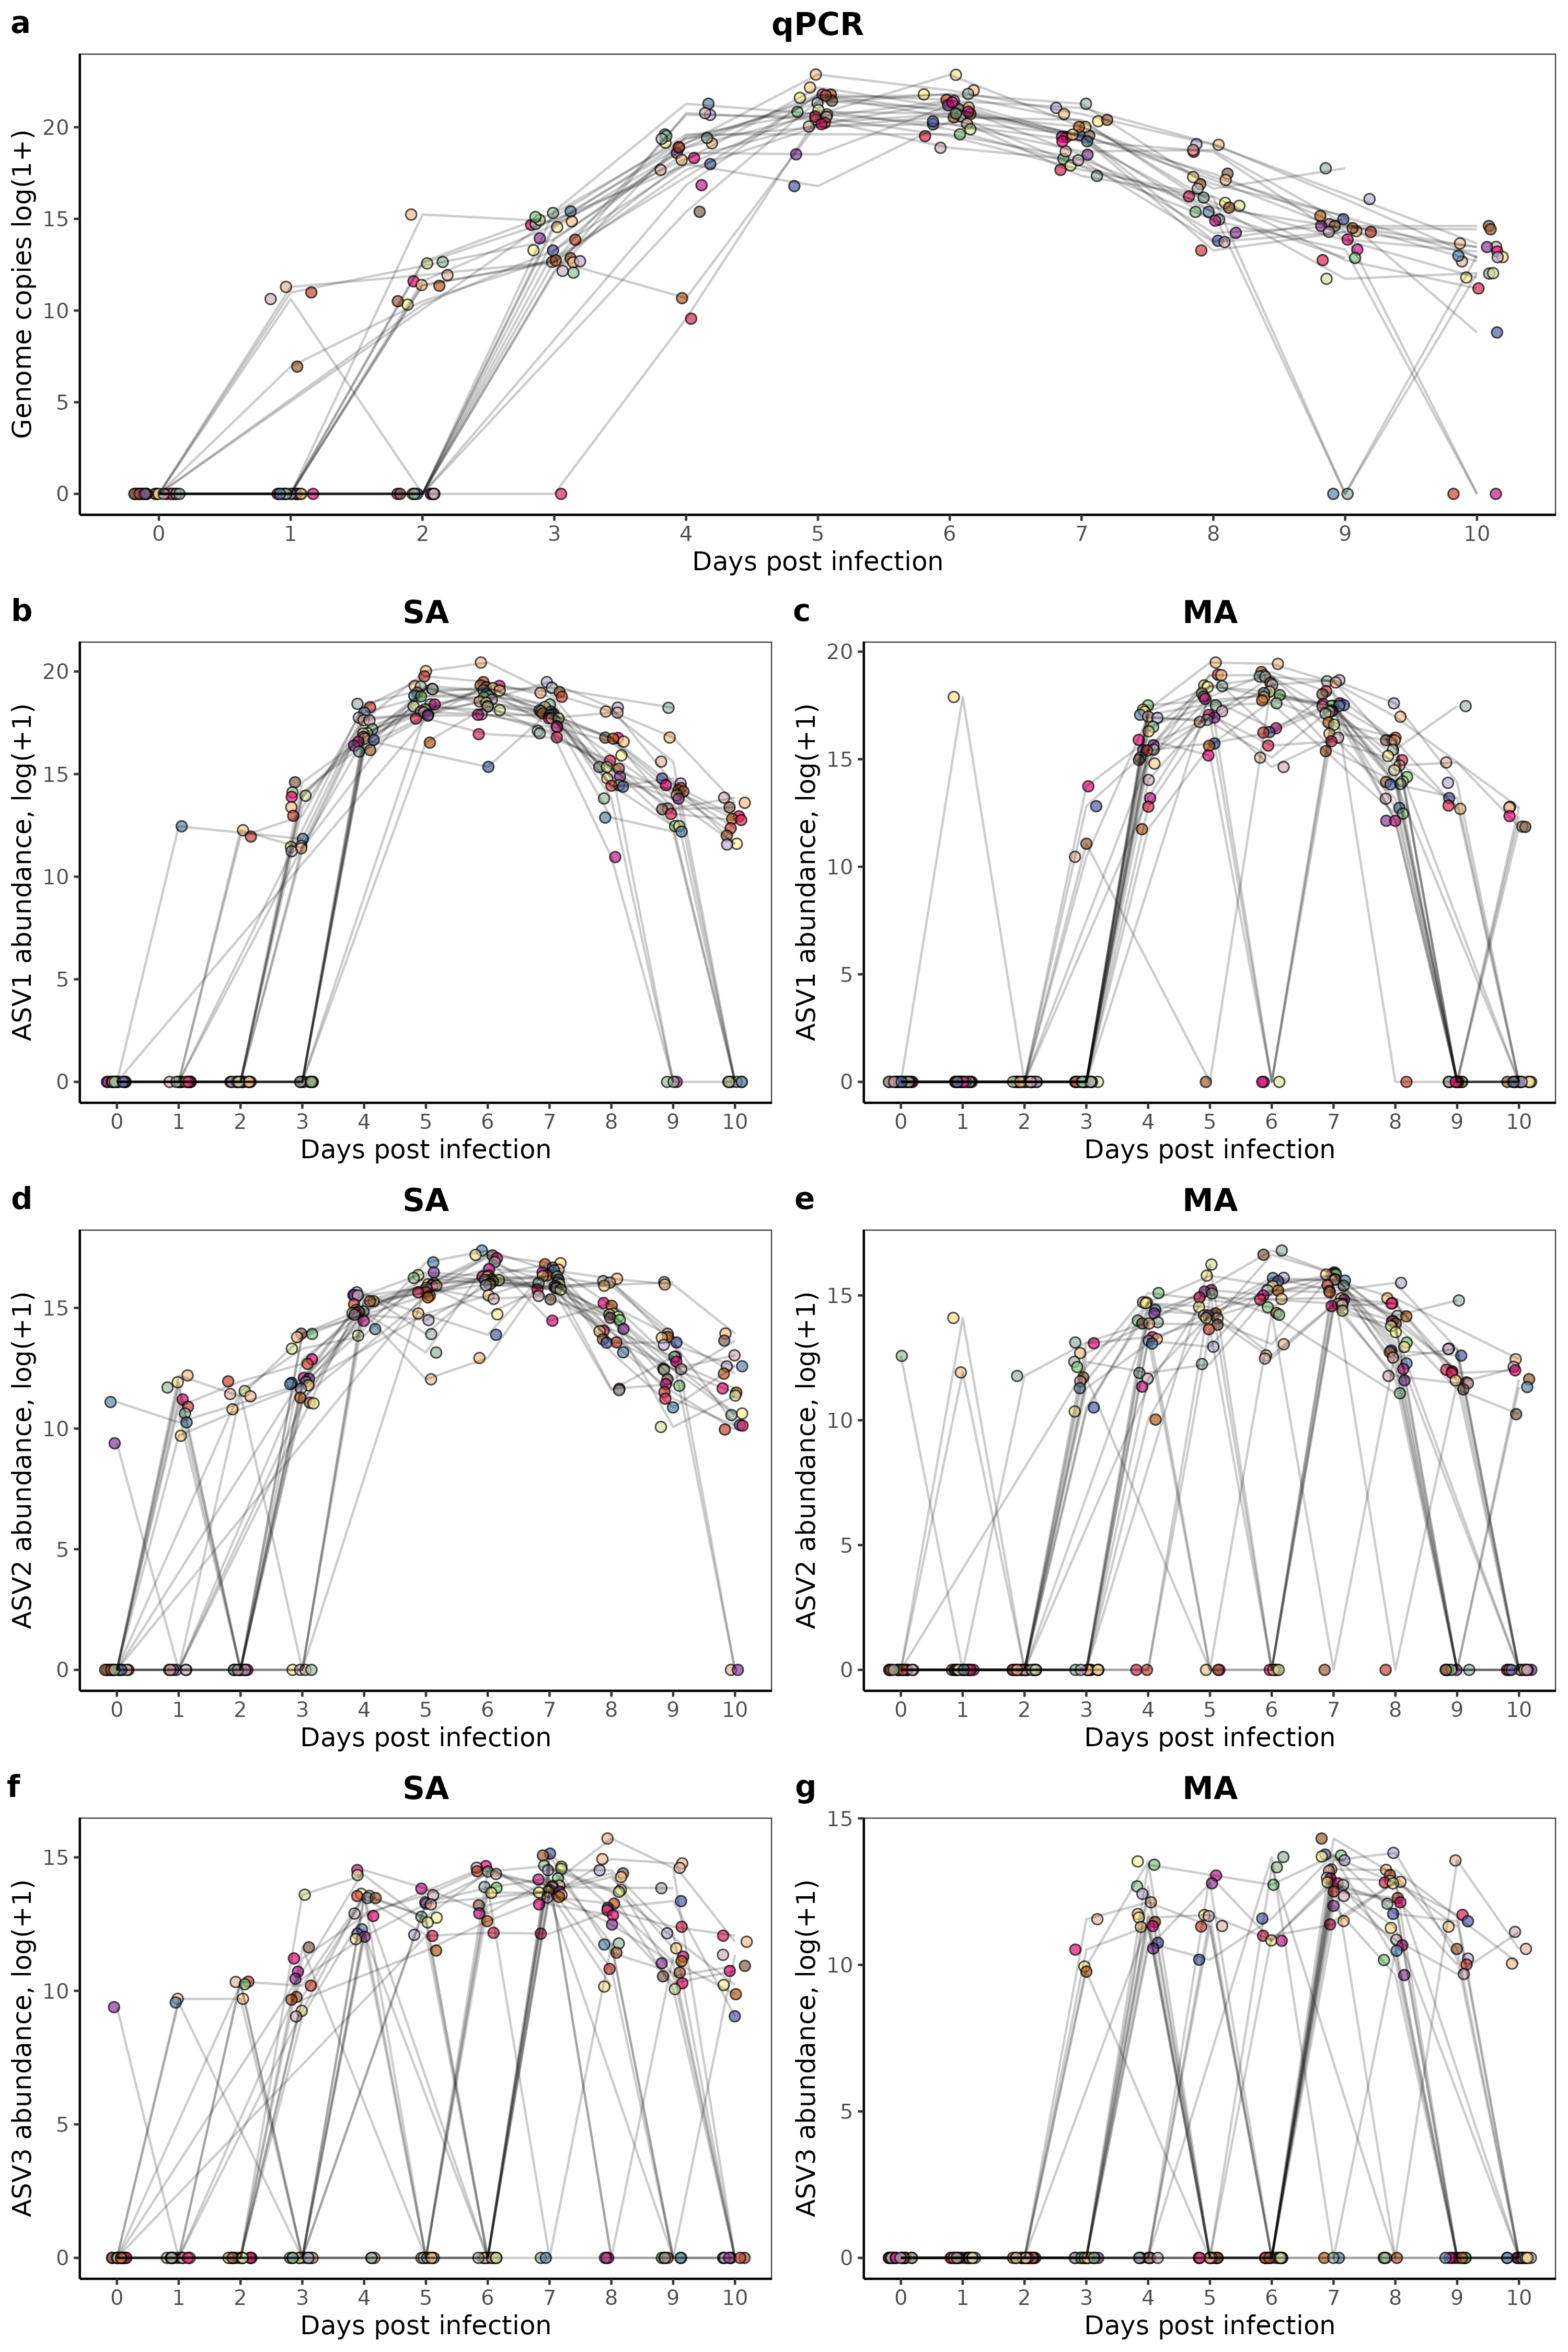 a qPCR
Genome copies log(1+)
20
15
10
5
0
0 1 2 3 4 5 6 7 8 9 10
Days post infection
b SA
ASV1 abundance, log(+1)
20
15
10
5
0
0 1 2 3 4 5 6 7 8 9 10
Days post infection
c MA
ASV1 abundance, log(+1)
20
15
10
5
0
0 1 2 3 4 5 6 7 8 9 10
Days post infection
d SA
ASV2 abundance, log(+1)
15
10
5
0
0 1 2 3 4 5 6 7 8 9 10
Days post infection
e MA
ASV2 abundance, log(+1)
15
10
5
0
0 1 2 3 4 5 6 7 8 9 10
Days post infection
f SA
ASV3 abundance, log(+1)
15
10
5
0
0 1 2 3 4 5 6 7 8 9 10
Days post infection
g MA
ASV3 abundance, log(+1)
15
10
5
0
0 1 2 3 4 5 6 7 8 9 10
Days post infection